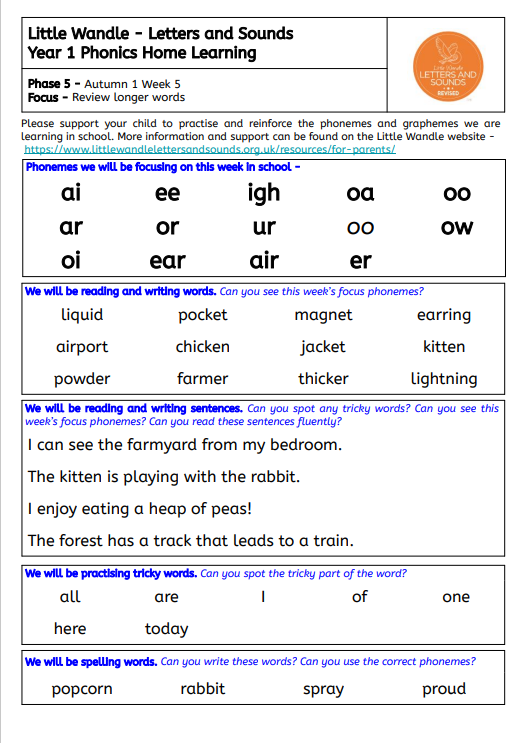 Little Wandle - Letters and Sounds
Year 1 Phonics Home Learning
Little Wandle
LETTERS AND
SOUNDS
REVISED
Phase 5 - Autumn 1 Week 5
Focus - Review longer words
Please support your child to practise and reinforce the phonemes and graphemes we are
learning in school. More information and support can be found on the Little Wandle website -
https://www.littlewandlelettersandsounds.org.uk/resources/for-parents/
Phonemes we will be focusing on this week in school -
ai ee igh oa oo
ar or ur oo ow
oi ear air er
We will be reading and writing words. Can you see this week's focus phonemes?
liquid pocket magnet earring
airport chicken jacket kitten
powder farmer thicker lightning
We will be reading and writing sentences. Can you spot any tricky words? Can you see this
week's focus phonemes? Can you read these sentences fluently?
I can see the farmyard from my bedroom.
The kitten is playing with the rabbit.
I enjoy eating a heap of peas!
The forest has a track that leads to a train.
We will be practising tricky words. Can you spot the tricky part of the word?
all are I of one
here today
We will be spelling words. Can you write these words? Can you use the correct phonemes?
popcorn rabbit spray proud